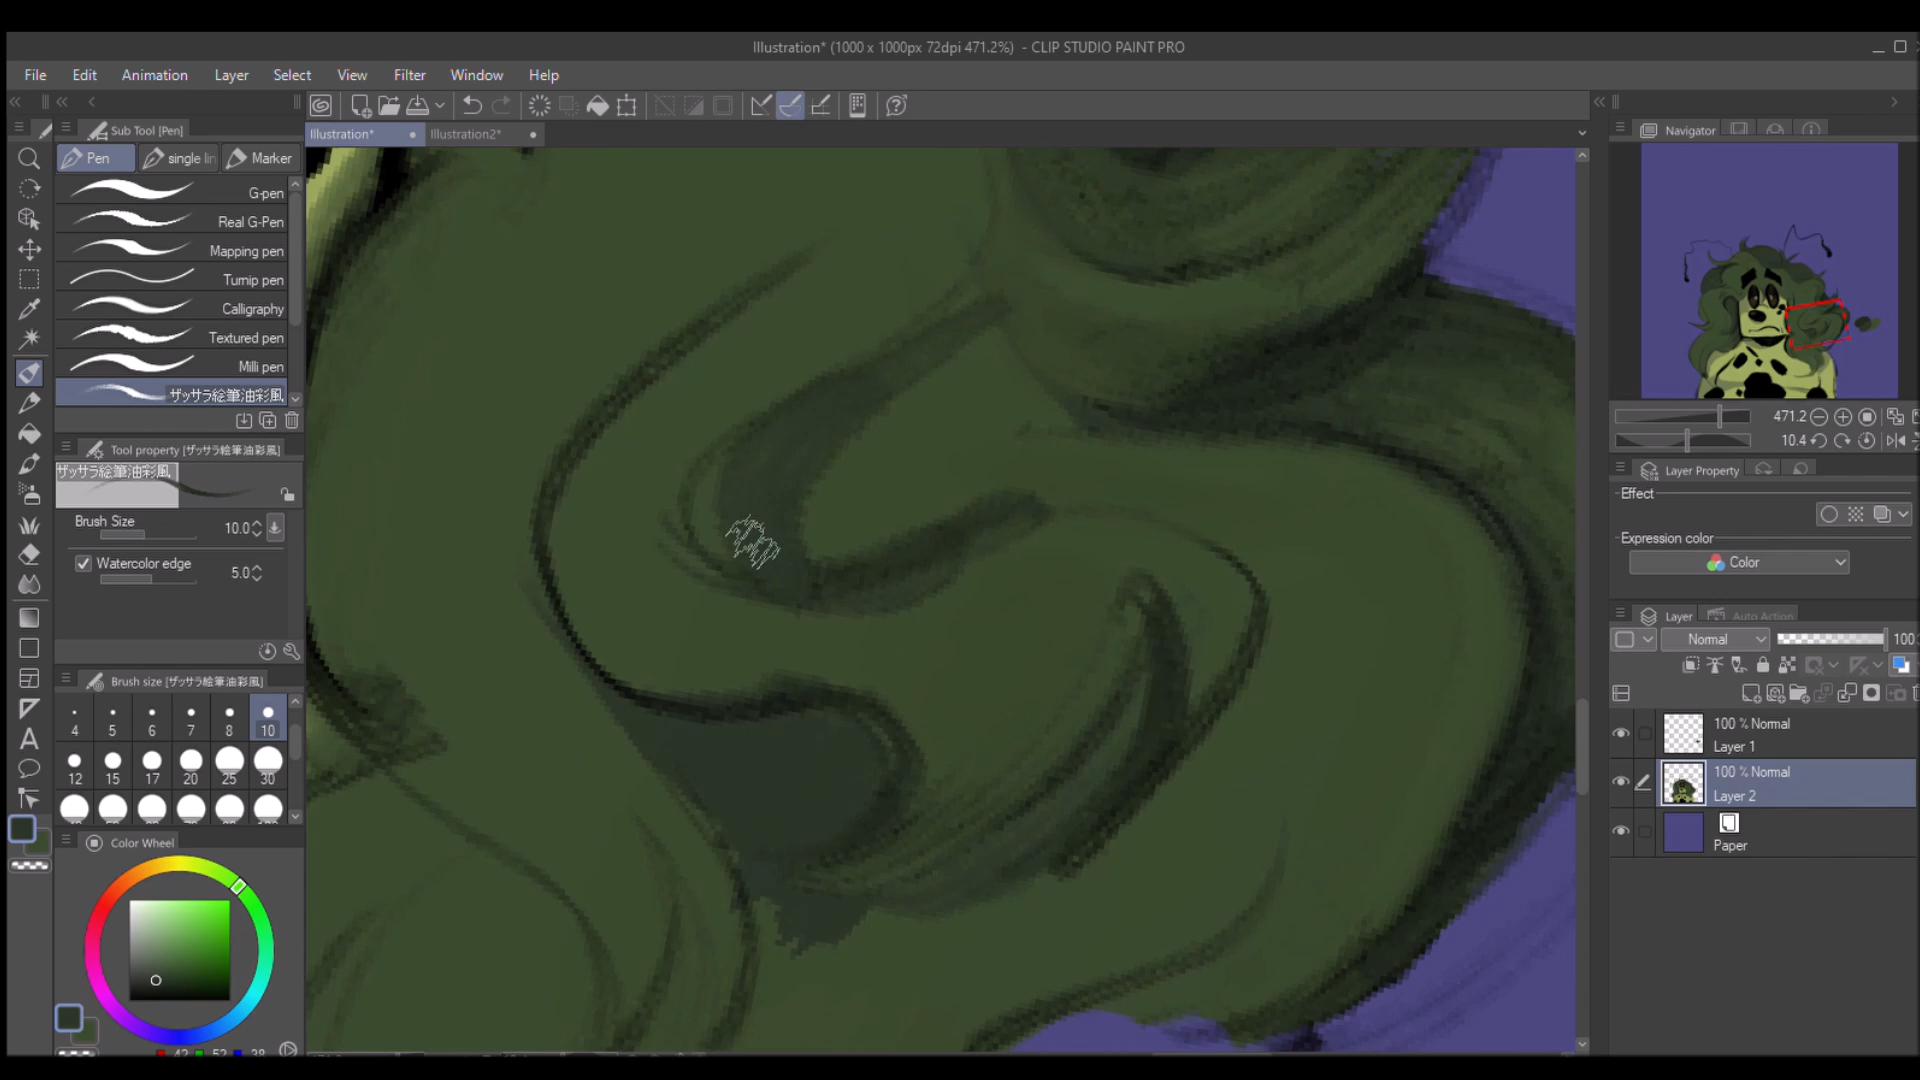 Illustration* (1000 x 1000px 72dpi 471.2%) - CLIP STUDIO PAINT PRO
File Edit Animation Layer Select View Filter Window Help
Sub Tool [Pen]
Illustration* Illustration2*
Navigator
Pen single lin Marker
G-pen
Real G-Pen
Mapping pen
Turnip pen
Calligraphy
Textured pen
Milli pen
ザッサラ絵筆油彩風
Tool property [ザッサラ絵筆油彩風]
ザッサラ絵筆油彩風
Brush Size 10.0
Watercolor edge 5.0
Brush size [ザッサラ絵筆油彩風]
4 5 6 7 8 10
12 15 17 20 25 30
Color Wheel
42 52 38
471.2
10.4
Layer Property
Effect
Expression color
Color
Layer Auto Action
Normal 100
100 % Normal
Layer 1
100 % Normal
Layer 2
Paper